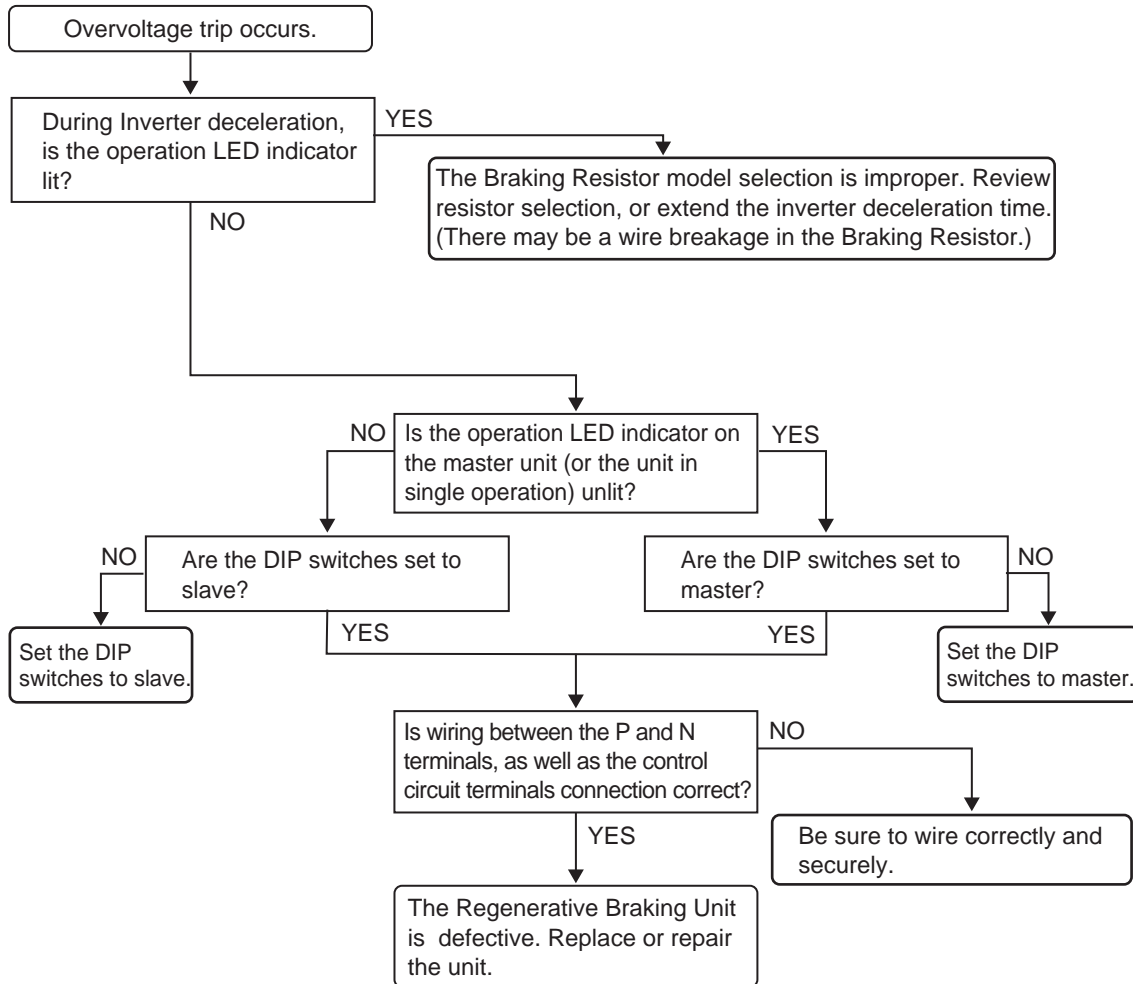 Overvoltage trip occurs.
During Inverter deceleration,
is the operation LED indicator
lit?
YES
The Braking Resistor model selection is improper. Review
resistor selection, or extend the inverter deceleration time.
(There may be a wire breakage in the Braking Resistor.)
NO
NO
Is the operation LED indicator on
the master unit (or the unit in
single operation) unlit?
YES
NO
Are the DIP switches set to
slave?
Are the DIP switches set to
master?
NO
YES
YES
Set the DIP
switches to slave.
Set the DIP
switches to master.
Is wiring between the P and N
terminals, as well as the control
circuit terminals connection correct?
NO
YES
Be sure to wire correctly and
securely.
The Regenerative Braking Unit
is defective. Replace or repair
the unit.